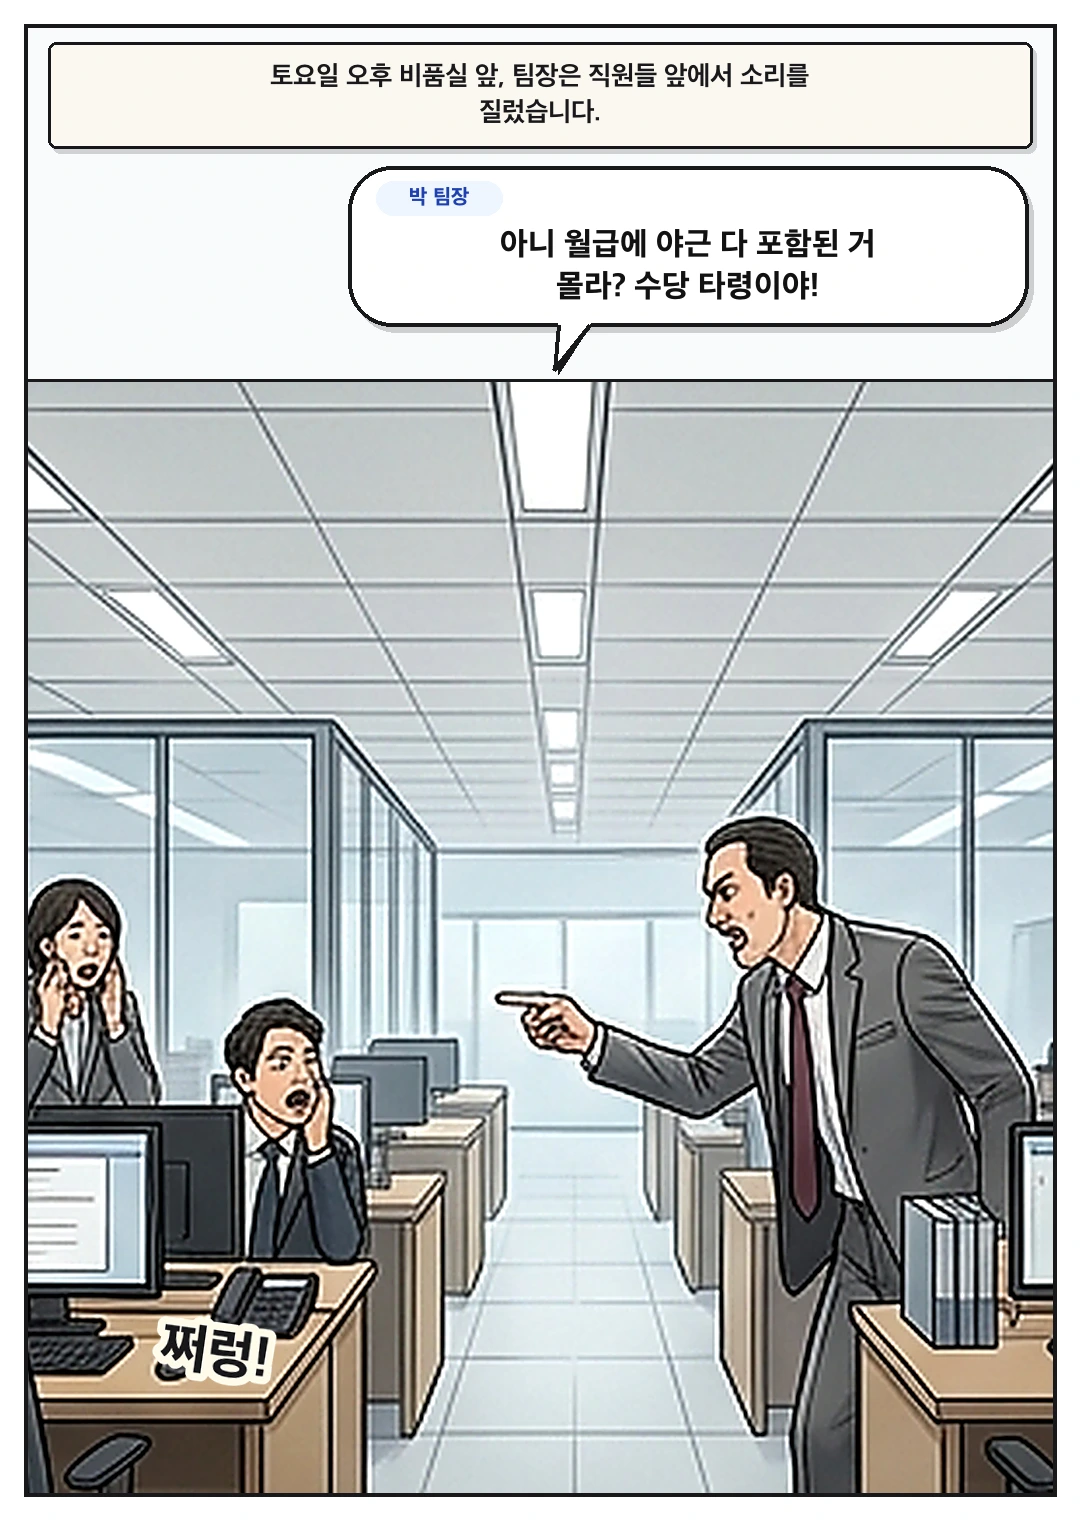 토요일 오후 비품실 앞, 팀장은 직원들 앞에서 소리를
질렀습니다.
박 팀장
아니 월급에 야근 다 포함된 거
몰라? 수당 타령이야!
쩌렁!